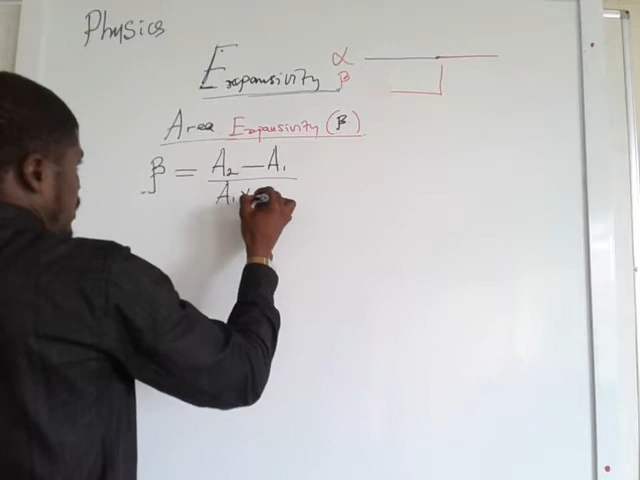 Physics
Expansivity α
β
Area Expansivity (β)
β = A₂ − A₁
A₁ ×